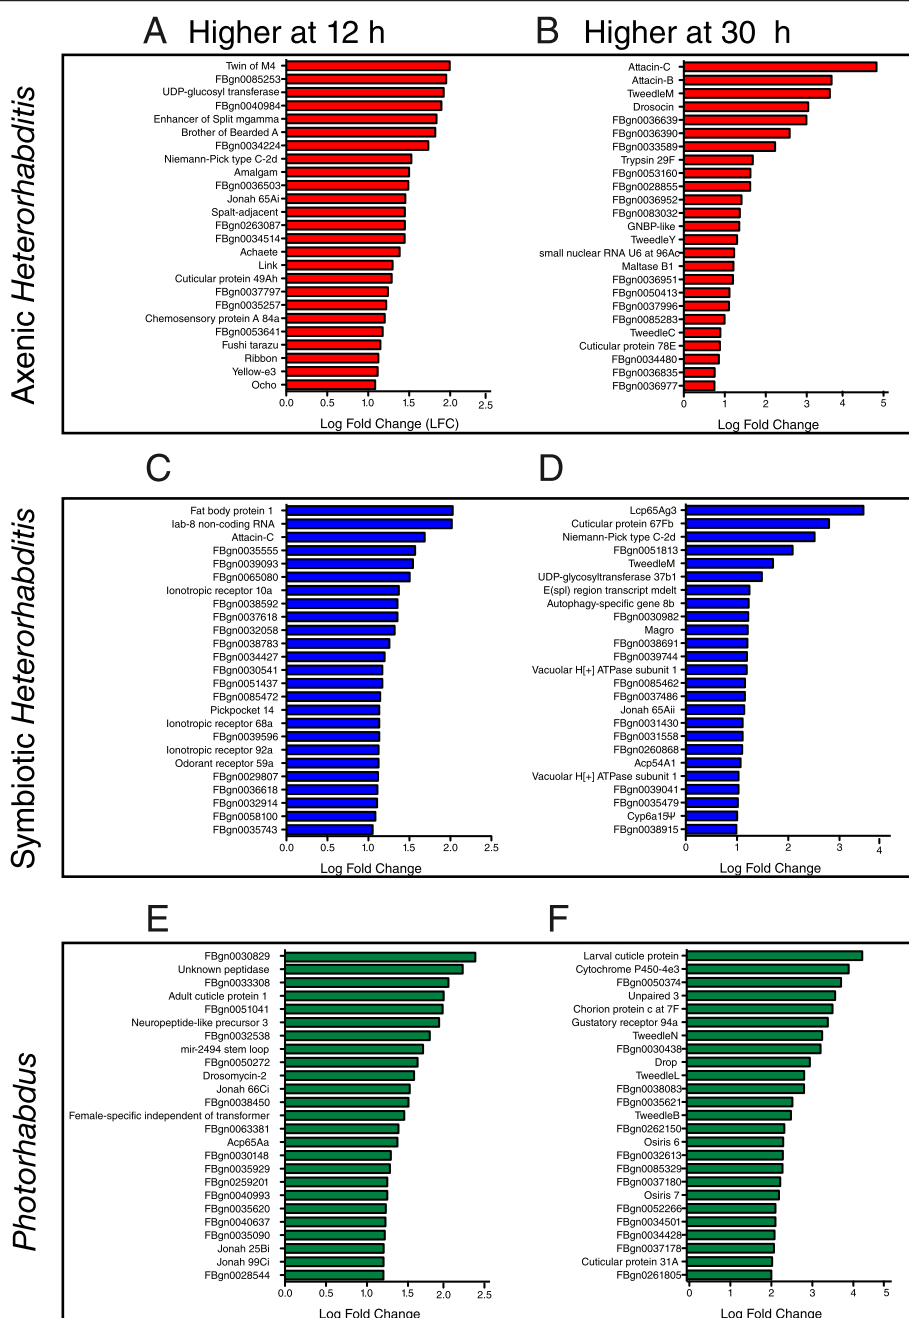 A Higher at 12 h
B Higher at 30 h
Axenic Heterorhabditis
Twin of M4
FBgn0085253
UDP-glucosyl transferase
FBgn0040984
Enhancer of Split mgamma
Brother of Bearded A
FBgn0034224
Niemann-Pick type C-2d
Amalgam
FBgn0036503
Jonah 65Ai
Spalt-adjacent
FBgn0263087
FBgn0034514
Achaete
Link
Cuticular protein 49Ah
FBgn0037797
FBgn0035257
Chemosensory protein A 84a
FBgn0053641
Fushi tarazu
Ribbon
Yellow-e3
Ocho
0.0 0.5 1.0 1.5 2.0 2.5
Log Fold Change (LFC)
Attacin-C
Attacin-B
TweedleM
Drosocin
FBgn0036639
FBgn0036390
FBgn0033589
Trypsin 29F
FBgn0053160
FBgn0028855
FBgn0036952
FBgn0083032
GNBP-like
TweedleY
small nuclear RNA U6 at 96Ac
Maltase B1
FBgn0036951
FBgn0050413
FBgn0037996
FBgn0085283
TweedleC
Cuticular protein 78E
FBgn0034480
FBgn0036835
FBgn0036977
0 1 2 3 4 5
Log Fold Change
C
D
Symbiotic Heterorhabditis
Fat body protein 1
Iab-8 non-coding RNA
Attacin-C
FBgn0035555
FBgn0039093
FBgn0065080
Ionotropic receptor 10a
FBgn0038592
FBgn0037618
FBgn0032058
FBgn0038783
FBgn0034427
FBgn0030541
FBgn0051437
FBgn0085472
Pickpocket 14
Ionotropic receptor 68a
FBgn0039596
Ionotropic receptor 92a
Odorant receptor 59a
FBgn0029807
FBgn0036618
FBgn0032914
FBgn0058100
FBgn0035743
0.0 0.5 1.0 1.5 2.0 2.5
Log Fold Change
Lcp65Ag3
Cuticular protein 67Fb
Niemann-Pick type C-2d
FBgn0051813
TweedleM
UDP-glycosyltransferase 37b1
E(spl) region transcript mdelt
Autophagy-specific gene 8b
FBgn0030982
Magro
FBgn0038691
FBgn0039744
Vacuolar H[+] ATPase subunit 1
FBgn0085462
FBgn0037486
Jonah 65Aii
FBgn0031430
FBgn0031558
FBgn0260868
Acp54A1
Vacuolar H[+] ATPase subunit 1
FBgn0039041
FBgn0035479
Cyp6a15Ψ
FBgn0038915
0 1 2 3 4
Log Fold Change
E
F
Photorhabdus
FBgn0030829
Unknown peptidase
FBgn0033308
Adult cuticle protein 1
FBgn0051041
Neuropeptide-like precursor 3
FBgn0032538
mir-2494 stem loop
FBgn0050272
Drosomycin-2
Jonah 66Ci
FBgn0038450
Female-specific independent of transformer
FBgn0063381
Acp65Aa
FBgn0030148
FBgn0035929
FBgn0259201
FBgn0040993
FBgn0035620
FBgn0040637
FBgn0035090
Jonah 25Bi
Jonah 99Ci
FBgn0028544
0.0 0.5 1.0 1.5 2.0 2.5
Log Fold Change
Larval cuticle protein
Cytochrome P450-4e3
FBgn0050374
Unpaired 3
Chorion protein c at 7F
Gustatory receptor 94a
TweedleN
FBgn0030438
Drop
TweedleL
FBgn0038083
FBgn0035621
TweedleB
FBgn0262150
Osiris 6
FBgn0032613
FBgn0085329
FBgn0037180
Osiris 7
FBgn0052266
FBgn0034501
FBgn0034428
FBgn0037178
Cuticular protein 31A
FBgn0261805
0 1 2 3 4 5
Log Fold Change